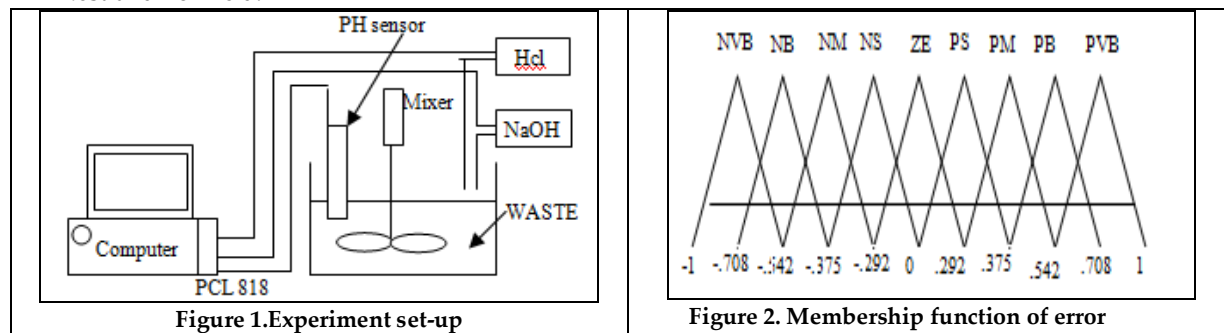 PH sensor
Hcl
Mixer
NaOH
WASTE
Computer
PCL 818
Figure 1.Experiment set-up
NVB NB NM NS ZE PS PM PB PVB
-1 -.708 -.542 -.375 -.292 0 .292 .375 .542 .708 1
Figure 2. Membership function of error